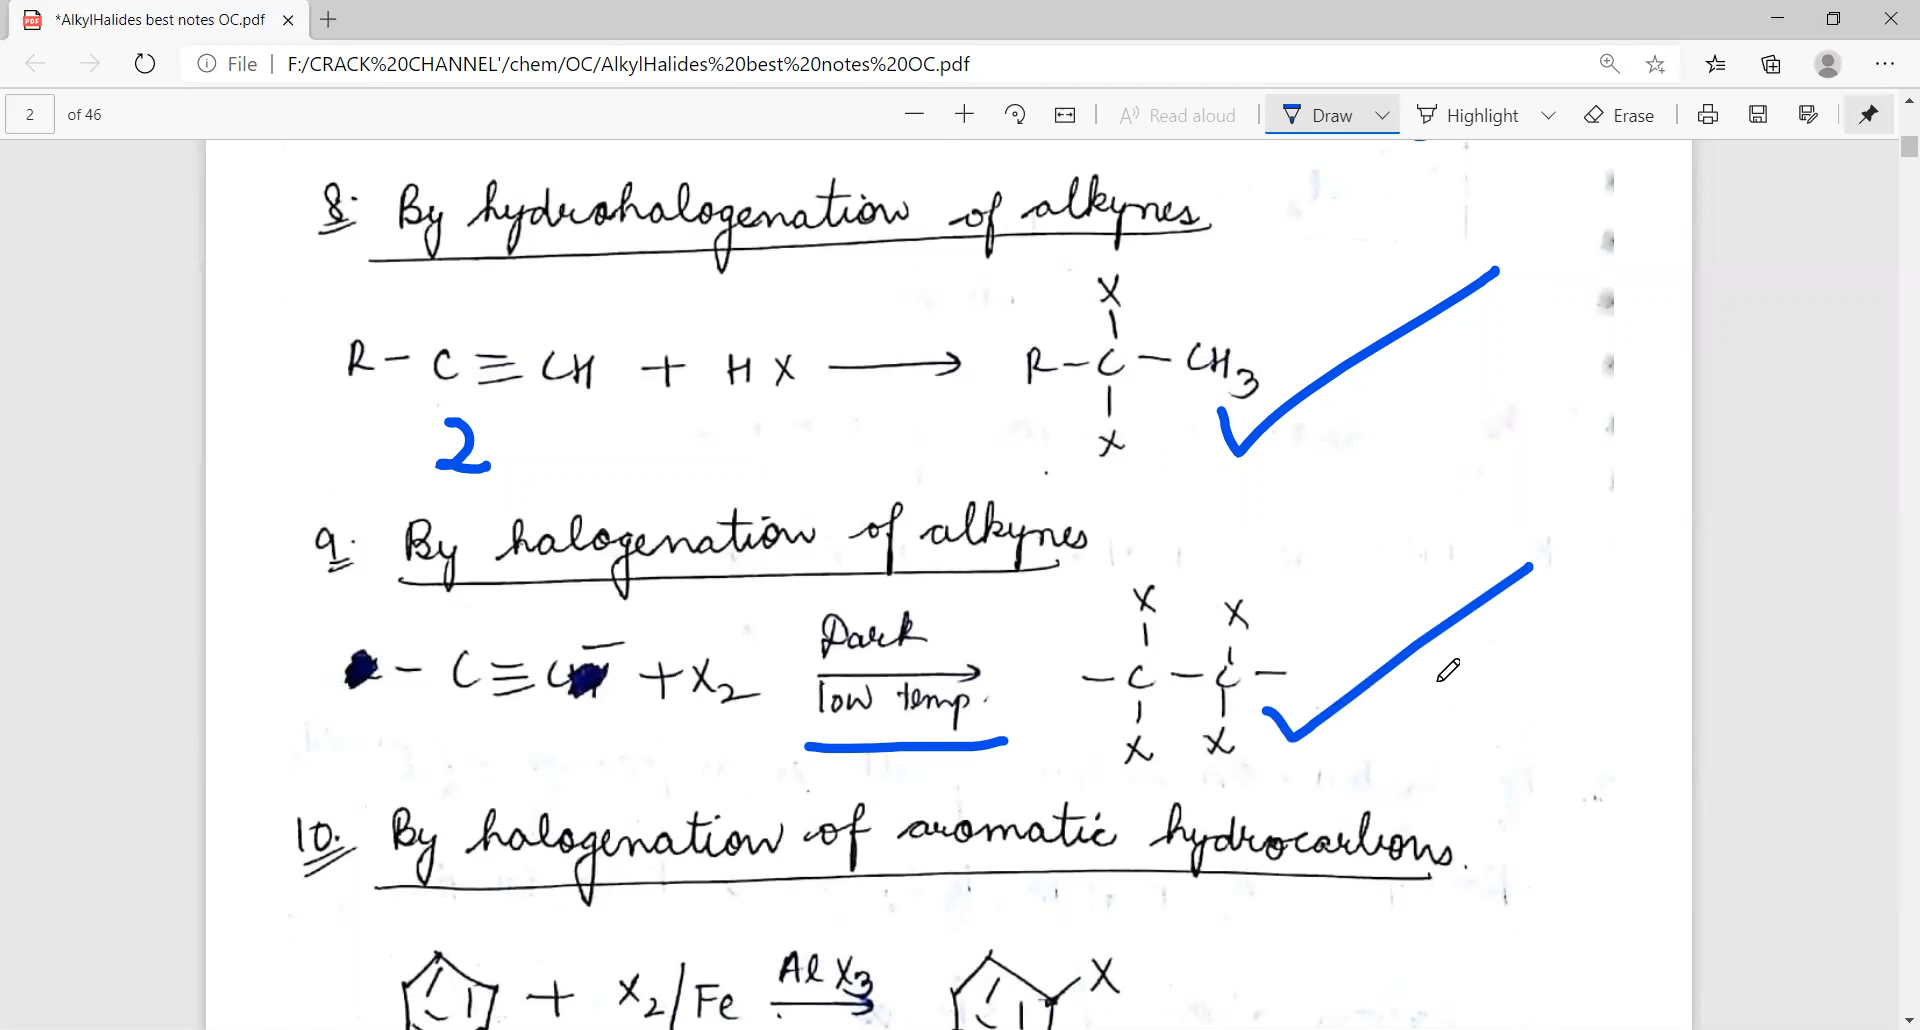 *AlkylHalides best notes OC.pdf
File | F:/CRACK%20CHANNEL'/chem/OC/AlkylHalides%20best%20notes%20OC.pdf
2 of 46 Read aloud Draw Highlight Erase
8. By hydrohalogenation of alkynes
X
R - C ≡ CH + HX → R - C - CH3
X
2
9. By halogenation of alkynes
X X
Dark
- C ≡ C - + X2 → - C - C -
low temp.
X X
10. By halogenation of aromatic hydrocarbons.
+ X2/Fe AlX3 → X